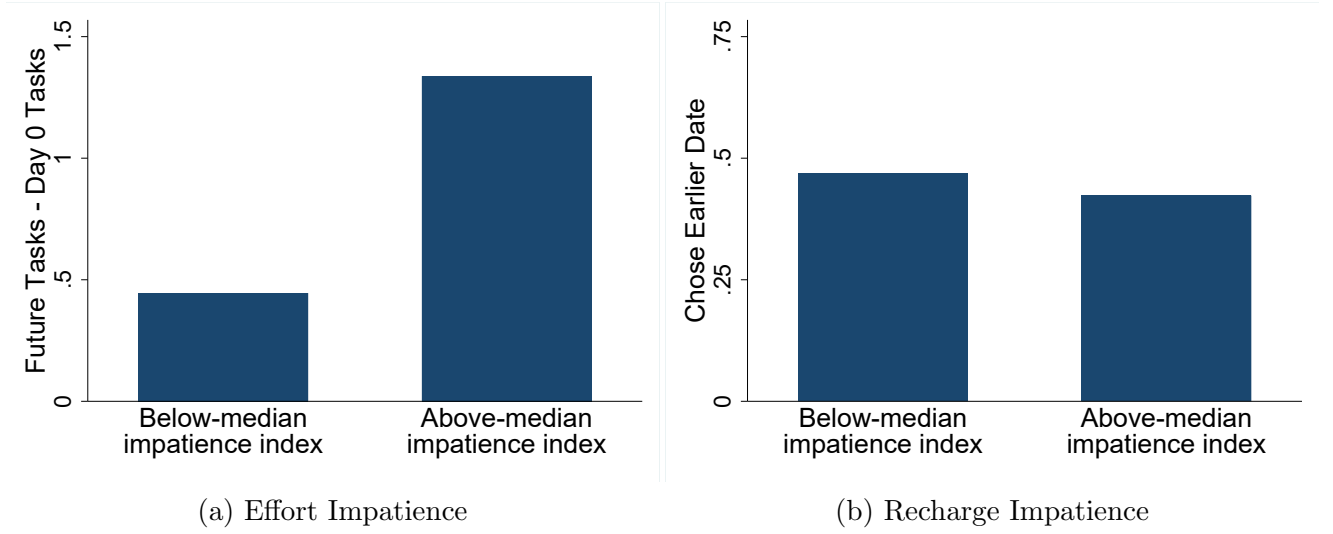 Future Tasks - Day 0 Tasks
1.5
1
.5
0
Below-median
impatience index
Above-median
impatience index
(a) Effort Impatience
Chose Earlier Date
.75
.5
.25
0
Below-median
impatience index
Above-median
impatience index
(b) Recharge Impatience